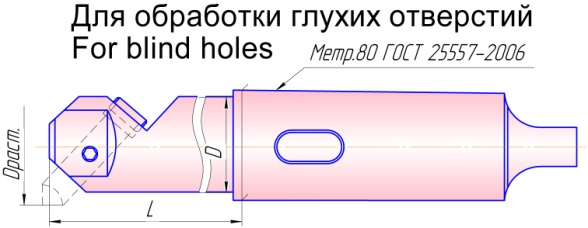 Для обработки глухих отверстий
For blind holes
Метр.80 ГОСТ 25557-2006
Dраст.
D
L